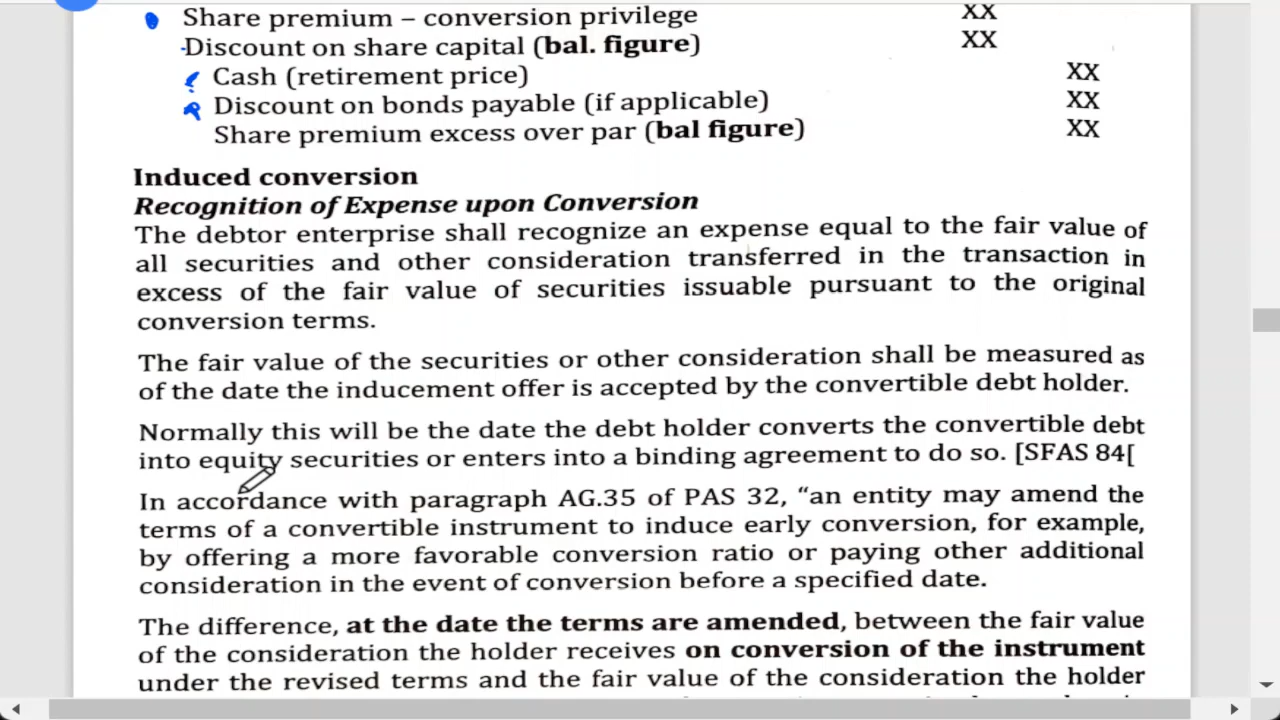 Share premium – conversion privilege XX
Discount on share capital (bal. figure) XX
Cash (retirement price) XX
Discount on bonds payable (if applicable) XX
Share premium excess over par (bal figure) XX
Induced conversion
Recognition of Expense upon Conversion
The debtor enterprise shall recognize an expense equal to the fair value of
all securities and other consideration transferred in the transaction in
excess of the fair value of securities issuable pursuant to the original
conversion terms.
The fair value of the securities or other consideration shall be measured as
of the date the inducement offer is accepted by the convertible debt holder.
Normally this will be the date the debt holder converts the convertible debt
into equity securities or enters into a binding agreement to do so. [SFAS 84[
In accordance with paragraph AG.35 of PAS 32, “an entity may amend the
terms of a convertible instrument to induce early conversion, for example,
by offering a more favorable conversion ratio or paying other additional
consideration in the event of conversion before a specified date.
The difference, at the date the terms are amended, between the fair value
of the consideration the holder receives on conversion of the instrument
under the revised terms and the fair value of the consideration the holder